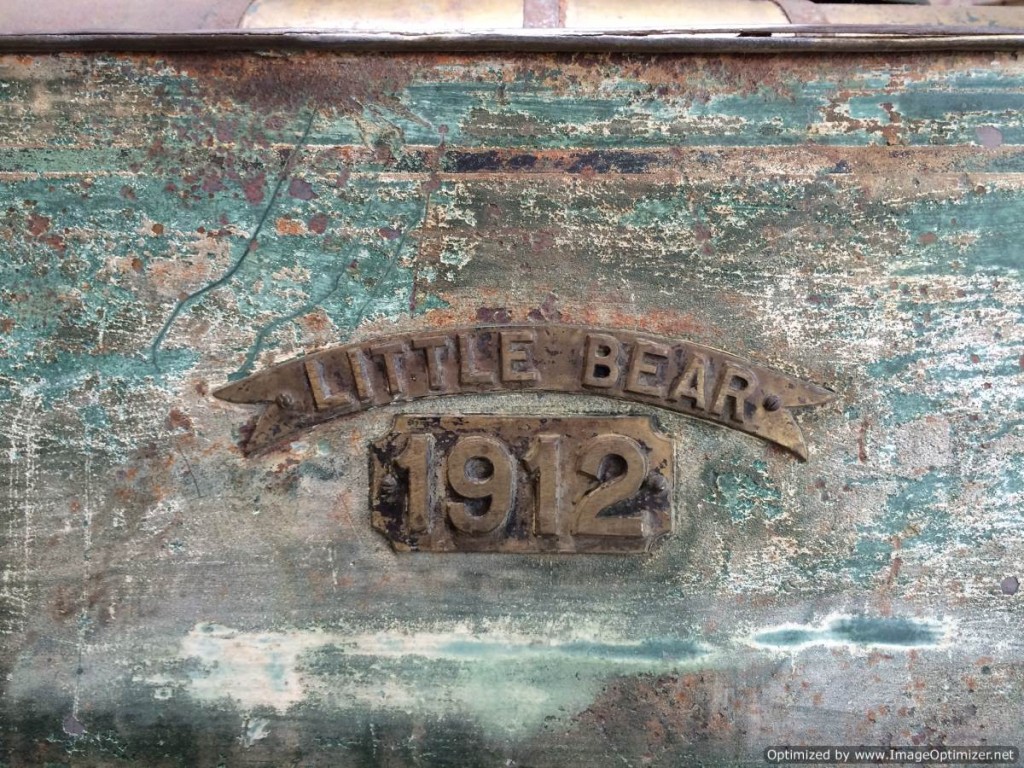 LITTLE BEAR
1912
Optimized by www.ImageOptimizer.net